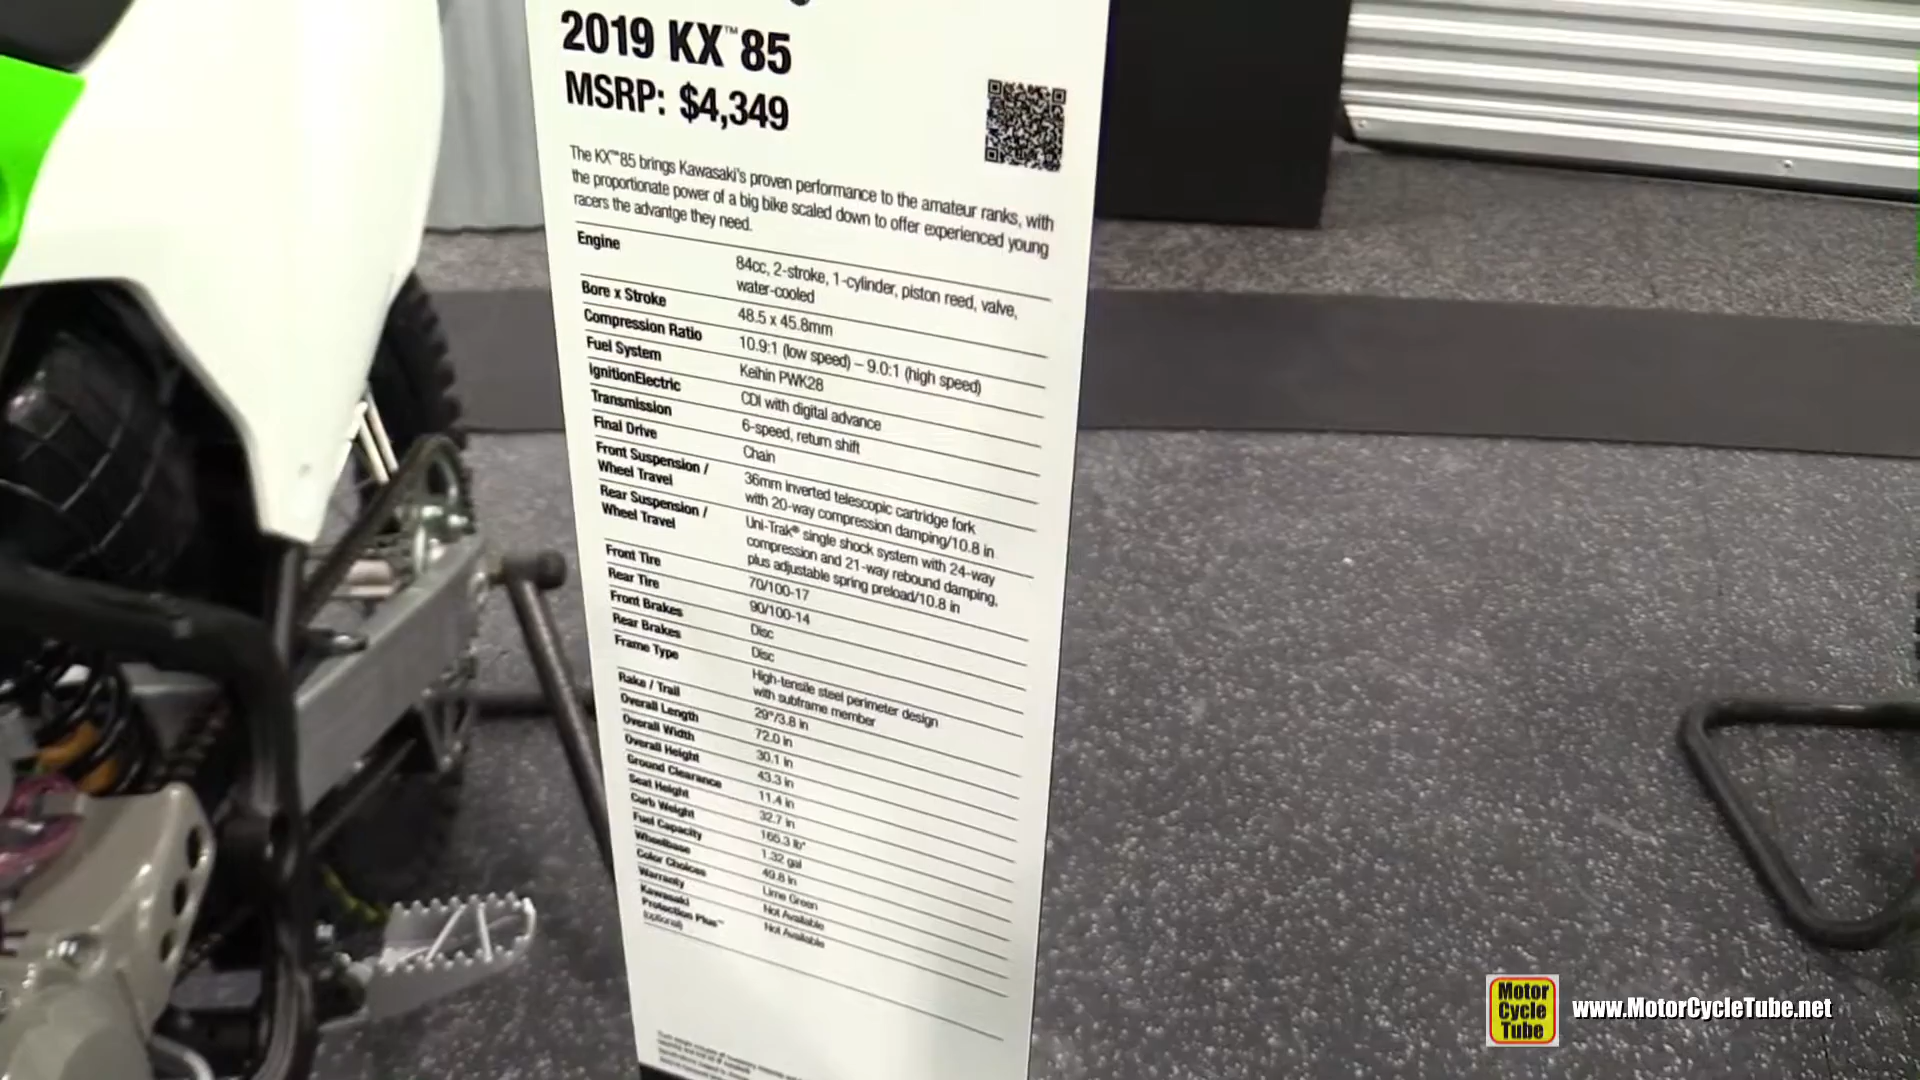 2019 KX™85
MSRP: $4,349
The KX™85 brings Kawasaki's proven performance to the amateur ranks, with
the proportionate power of a big bike scaled down to offer experienced young
racers the advantge they need.
Engine
84cc, 2-stroke, 1-cylinder, piston reed, valve,
water-cooled
Bore x Stroke 48.5 x 45.8mm
Compression Ratio 10.9:1 (low speed) – 9.0:1 (high speed)
Fuel System Keihin PWK28
IgnitionElectric CDI with digital advance
Transmission 6-speed, return shift
Final Drive Chain
Front Suspension / 36mm inverted telescopic cartridge fork
Wheel Travel with 20-way compression damping/10.8 in
Rear Suspension / Uni-Trak® single shock system with 24-way
Wheel Travel compression and 21-way rebound damping,
plus adjustable spring preload/10.8 in
Front Tire 70/100-17
Rear Tire 90/100-14
Front Brakes Disc
Rear Brakes Disc
Frame Type High-tensile steel perimeter design
with subframe member
Rake / Trail 29°/3.8 in
Overall Length 72.0 in
Overall Width 30.1 in
Overall Height 43.3 in
Ground Clearance 11.4 in
Seat Height 32.7 in
Curb Weight 165.3 lb*
Fuel Capacity 1.32 gal
Wheelbase 49.8 in
Color Choices Lime Green
Warranty Not Available
Kawasaki Not Available
Protection Plus™
(optional)
Motor
Cycle
Tube
www.MotorCycleTube.net